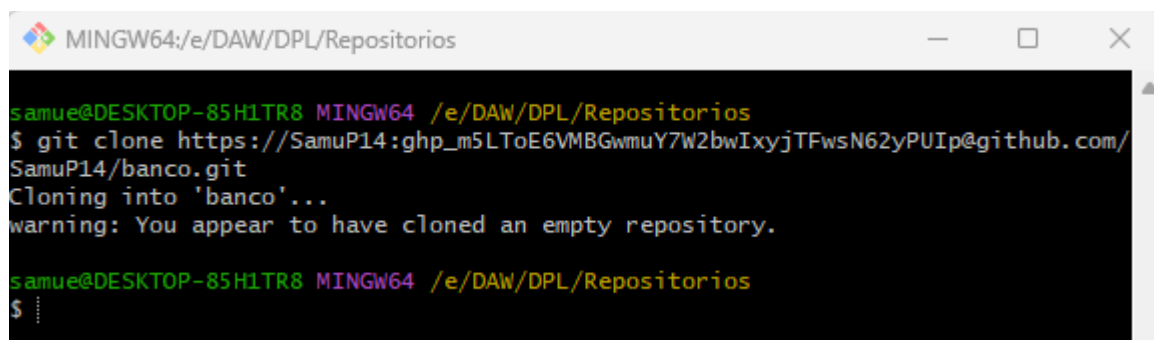 MINGW64:/e/DAW/DPL/Repositorios
samue@DESKTOP-85H1TR8 MINGW64 /e/DAW/DPL/Repositorios
$ git clone https://SamuP14: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@github.com/
SamuP14/banco.git
Cloning into 'banco'...
warning: You appear to have cloned an empty repository.
samue@DESKTOP-85H1TR8 MINGW64 /e/DAW/DPL/Repositorios
$